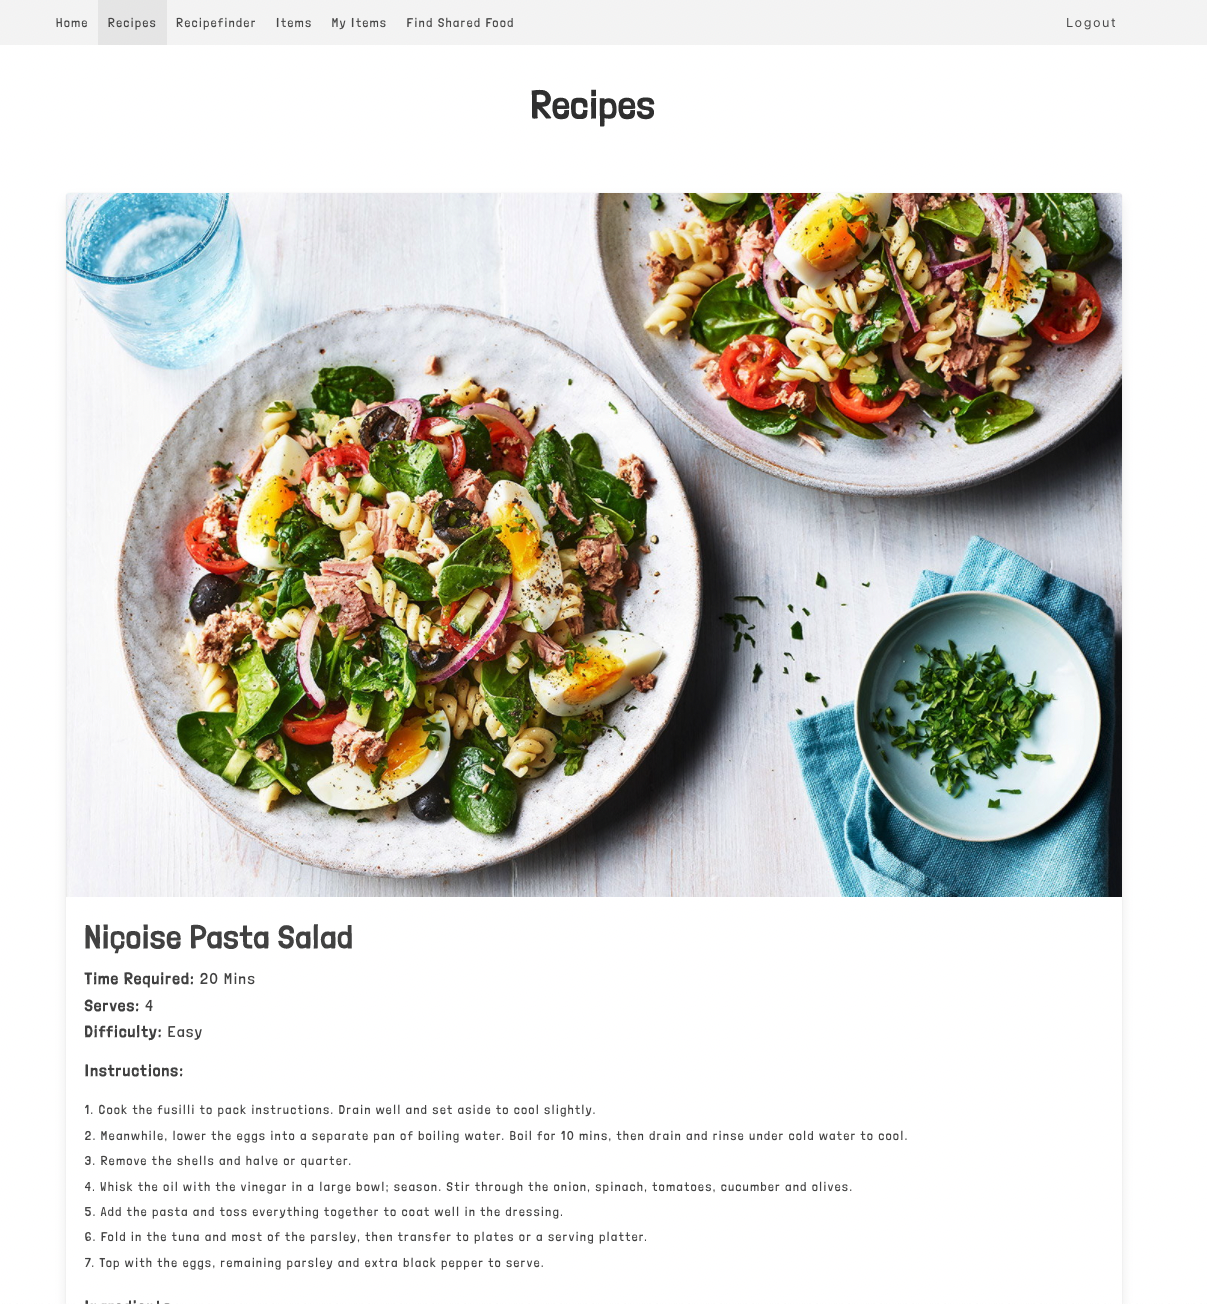 Home Recipes Recipefinder Items My Items Find Shared Food Logout
Recipes
Niçoise Pasta Salad
Time Required: 20 Mins
Serves: 4
Difficulty: Easy
Instructions:
1. Cook the fusilli to pack instructions. Drain well and set aside to cool slightly.
2. Meanwhile, lower the eggs into a separate pan of boiling water. Boil for 10 mins, then drain and rinse under cold water to cool.
3. Remove the shells and halve or quarter.
4. Whisk the oil with the vinegar in a large bowl; season. Stir through the onion, spinach, tomatoes, cucumber and olives.
5. Add the pasta and toss everything together to coat well in the dressing.
6. Fold in the tuna and most of the parsley, then transfer to plates or a serving platter.
7. Top with the eggs, remaining parsley and extra black pepper to serve.